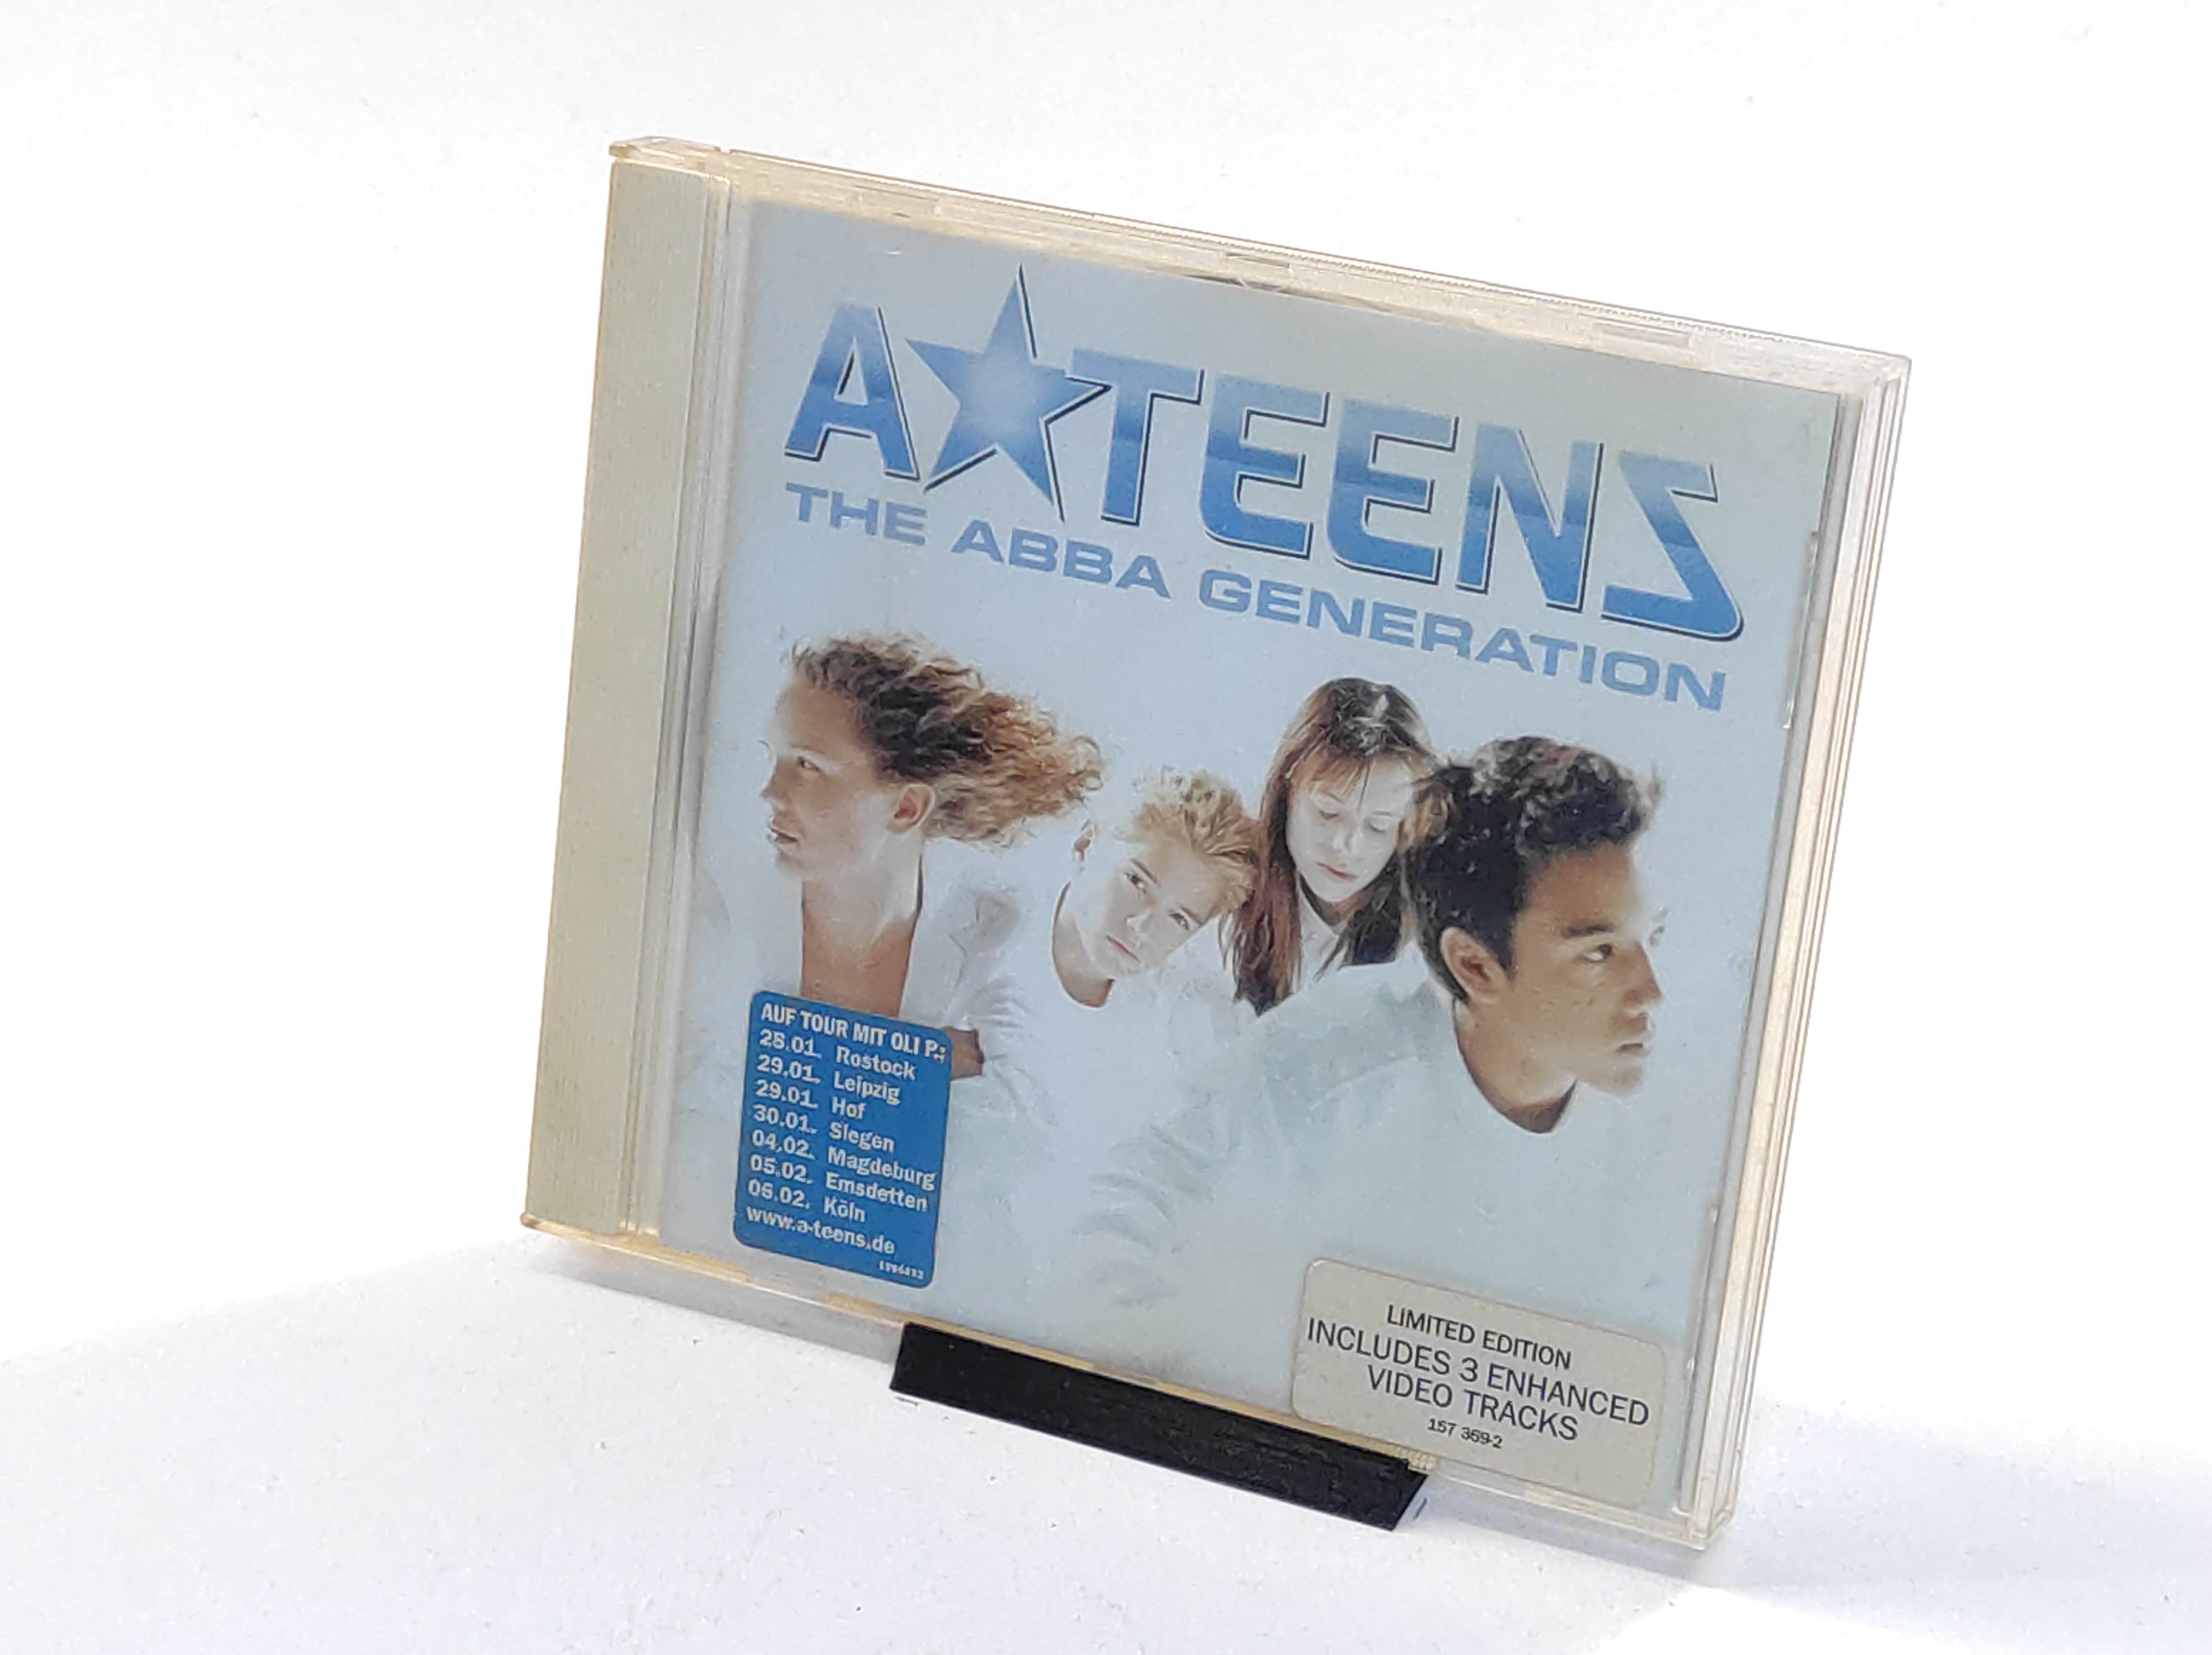 A★TEENS
THE ABBA GENERATION
AUF TOUR MIT OLI P.:
28.01. Rostock
29.01. Leipzig
29.01. Hof
30.01. Siegen
04.02. Magdeburg
05.02. Emsdetten
06.02. Köln
www.a-teens.de
LIMITED EDITION
INCLUDES 3 ENHANCED
VIDEO TRACKS
157 369-2